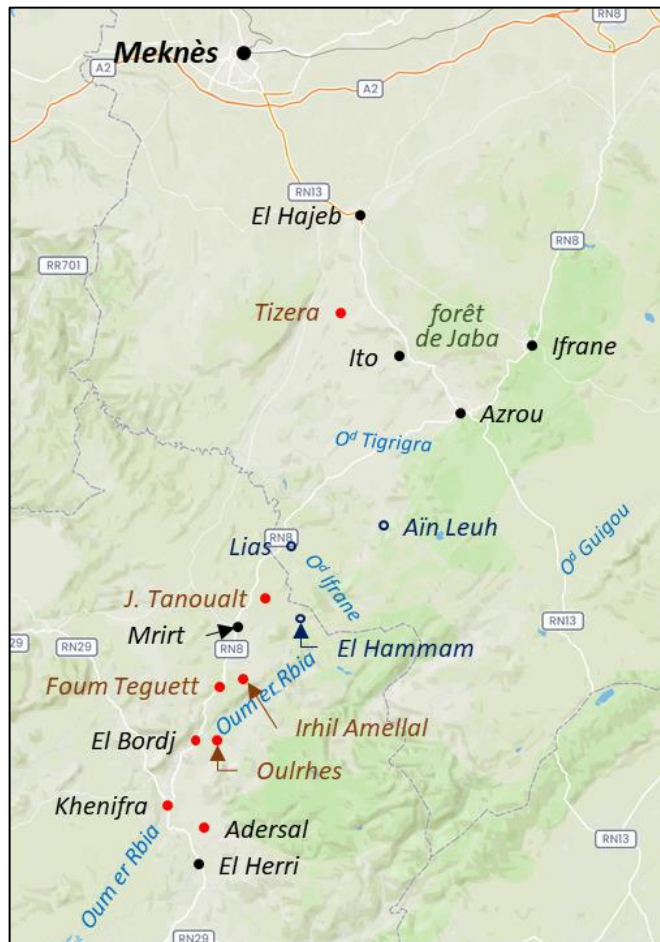 RN8
Meknès
A2
A2
RN13
El Hajeb
RN8
RR701
Tizera
forêt
de Jaba
Ifrane
Ito
Azrou
Oᵈ Tigrigra
Aïn Leuh
RN8
Lias
Oᵈ Ifrane
Oᵈ Guigou
J. Tanoualt
RN13
Mrirt
RN29
RN8
El Hammam
Foum Teguett
Oum er Rbia
Irhil Amellal
El Bordj
Oulrhes
Khenifra
Adersal
RN13
Oum er Rbia
El Herri
RN29